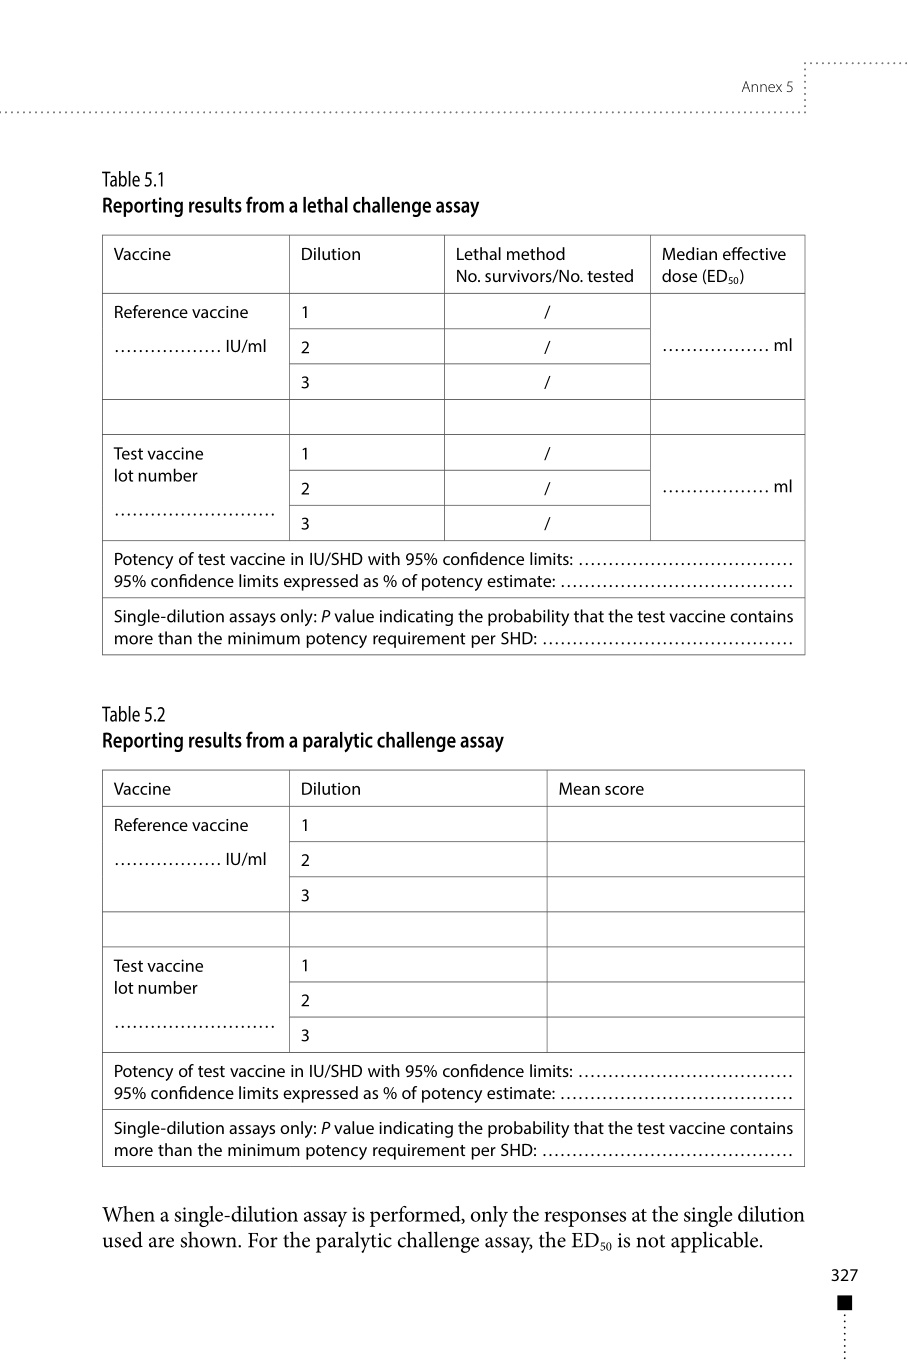 Annex 5
Table 5.1
Reporting results from a lethal challenge assay
Vaccine Dilution Lethal method Median effective
No. survivors/No. tested dose (ED50)
Reference vaccine 1 /
……………… IU/ml 2 / ……………… ml
3 /
Test vaccine 1 /
lot number
2 / ……………… ml
………………………
3 /
Potency of test vaccine in IU/SHD with 95% confidence limits: ………………………………
95% confidence limits expressed as % of potency estimate: …………………………………
Single-dilution assays only: P value indicating the probability that the test vaccine contains
more than the minimum potency requirement per SHD: ……………………………………
Table 5.2
Reporting results from a paralytic challenge assay
Vaccine Dilution Mean score
Reference vaccine 1
……………… IU/ml 2
3
Test vaccine 1
lot number
2
………………………
3
Potency of test vaccine in IU/SHD with 95% confidence limits: ………………………………
95% confidence limits expressed as % of potency estimate: …………………………………
Single-dilution assays only: P value indicating the probability that the test vaccine contains
more than the minimum potency requirement per SHD: ……………………………………
When a single-dilution assay is performed, only the responses at the single dilution
used are shown. For the paralytic challenge assay, the ED50 is not applicable.
327